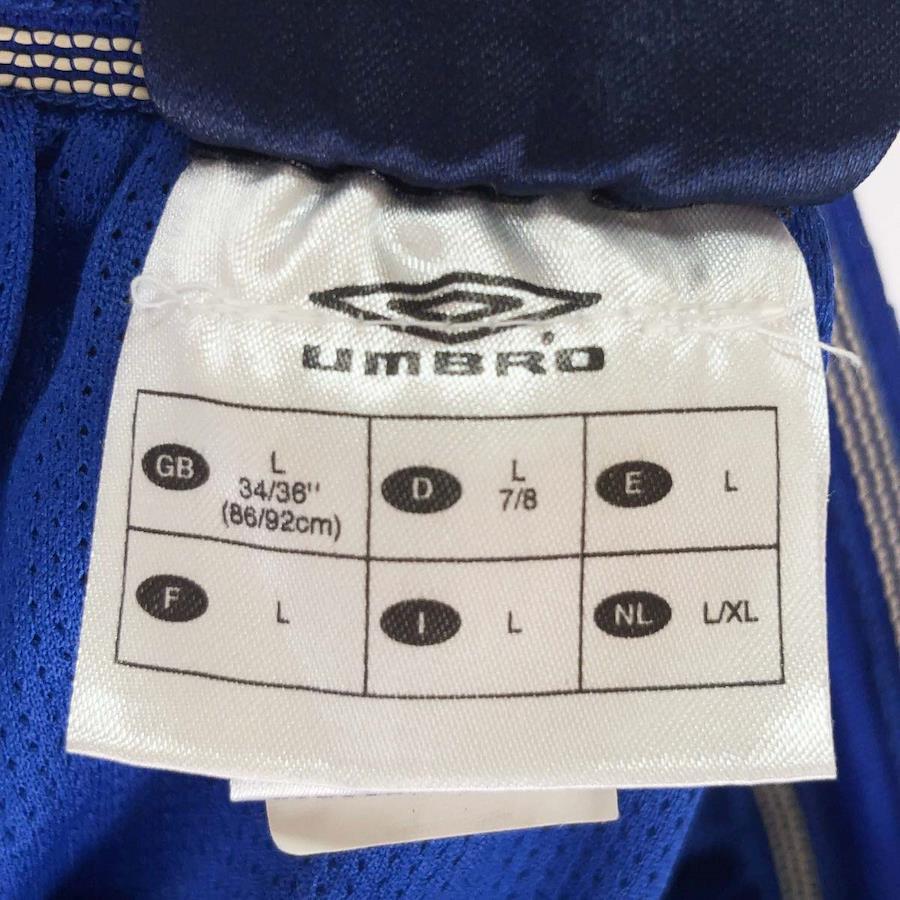 UMBRO
GB L
34/36"
(86/92cm)
D L
7/8
E L
F L
I L
NL L/XL